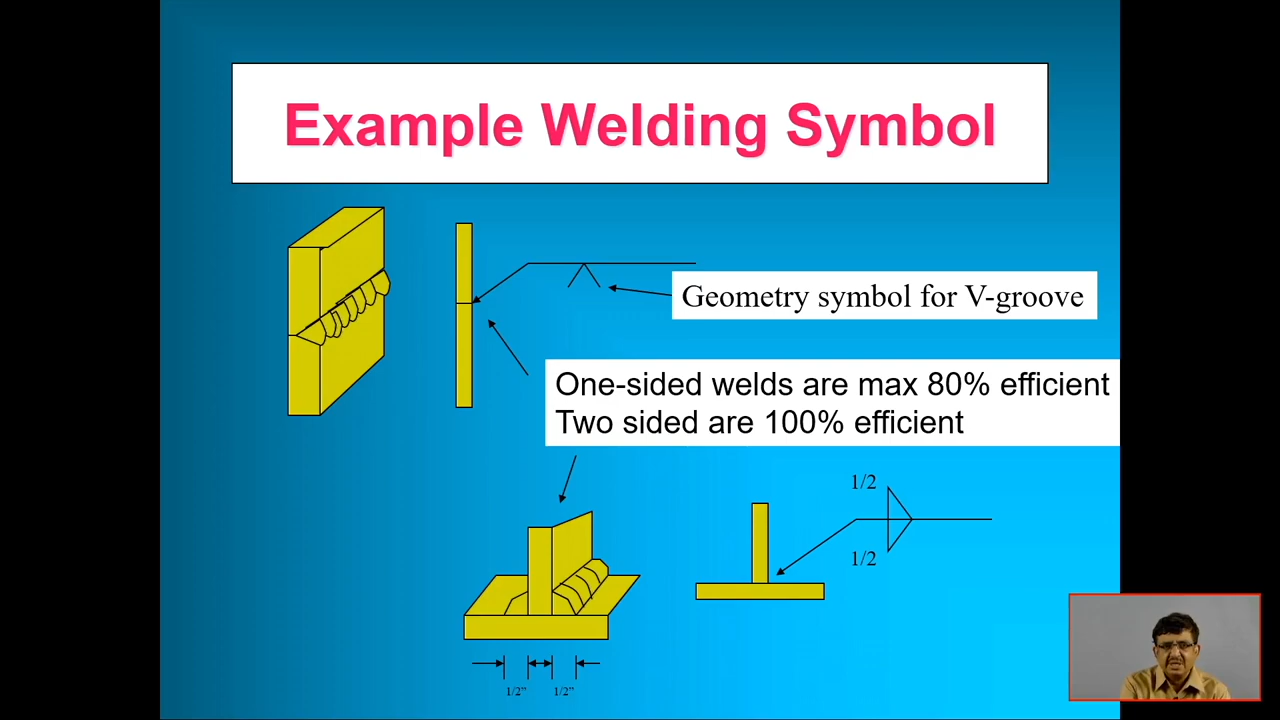 Example Welding Symbol
Geometry symbol for V-groove
One-sided welds are max 80% efficient
Two sided are 100% efficient
1/2
1/2
1/2” 1/2”